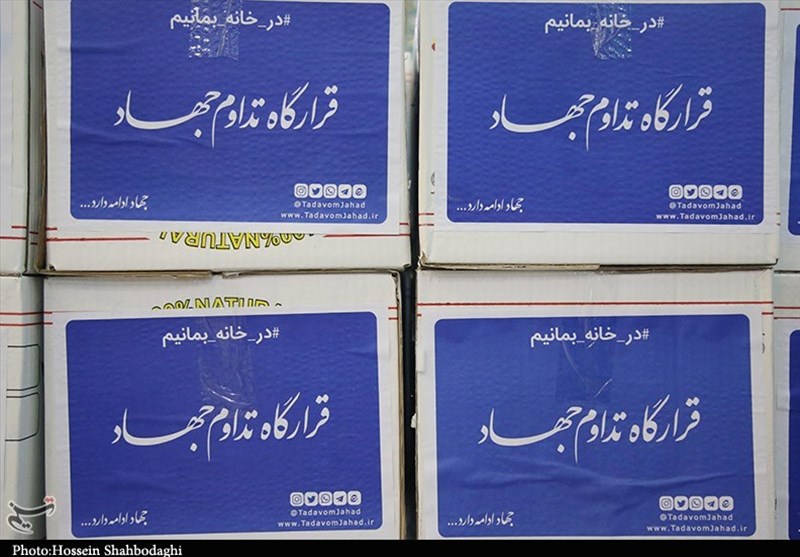 #در_خانه_بمانیم
قرارگاه تداوم جهاد
@TadavomJahad
جهاد ادامه دارد...
www.TadavomJahad.ir
100%NATURAL
#در_خانه_بمانیم
قرارگاه تداوم جهاد
@TadavomJahad
جهاد ادامه دارد...
www.TadavomJahad.ir
#در_خانه_بمانیم
قرارگاه تداوم جهاد
@TadavomJahad
جهاد ادامه دارد...
www.TadavomJahad.ir
#در_خانه_بمانیم
قرارگاه تداوم جهاد
@TadavomJahad
جهاد ادامه دارد...
www.TadavomJahad.ir
تسنیم
Photo:Hossein Shahbodaghi